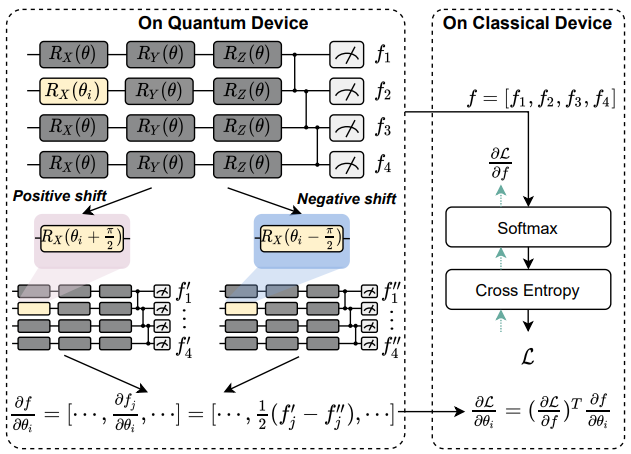 On Quantum Device
R_X(θ) R_Y(θ) R_Z(θ) f_1
R_X(θ_i) R_Y(θ) R_Z(θ) f_2
R_X(θ) R_Y(θ) R_Z(θ) f_3
R_X(θ) R_Y(θ) R_Z(θ) f_4
Positive shift
Negative shift
R_X(θ_i + π/2)
R_X(θ_i − π/2)
f′_1
⋮
f′_4
f″_1
⋮
f″_4
∂f/∂θ_i = [⋯, ∂f_j/∂θ_i, ⋯] = [⋯, 1/2(f′_j − f″_j), ⋯]
On Classical Device
f = [f_1, f_2, f_3, f_4]
∂ℒ/∂f
Softmax
Cross Entropy
ℒ
∂ℒ/∂θ_i = (∂ℒ/∂f)^T ∂f/∂θ_i